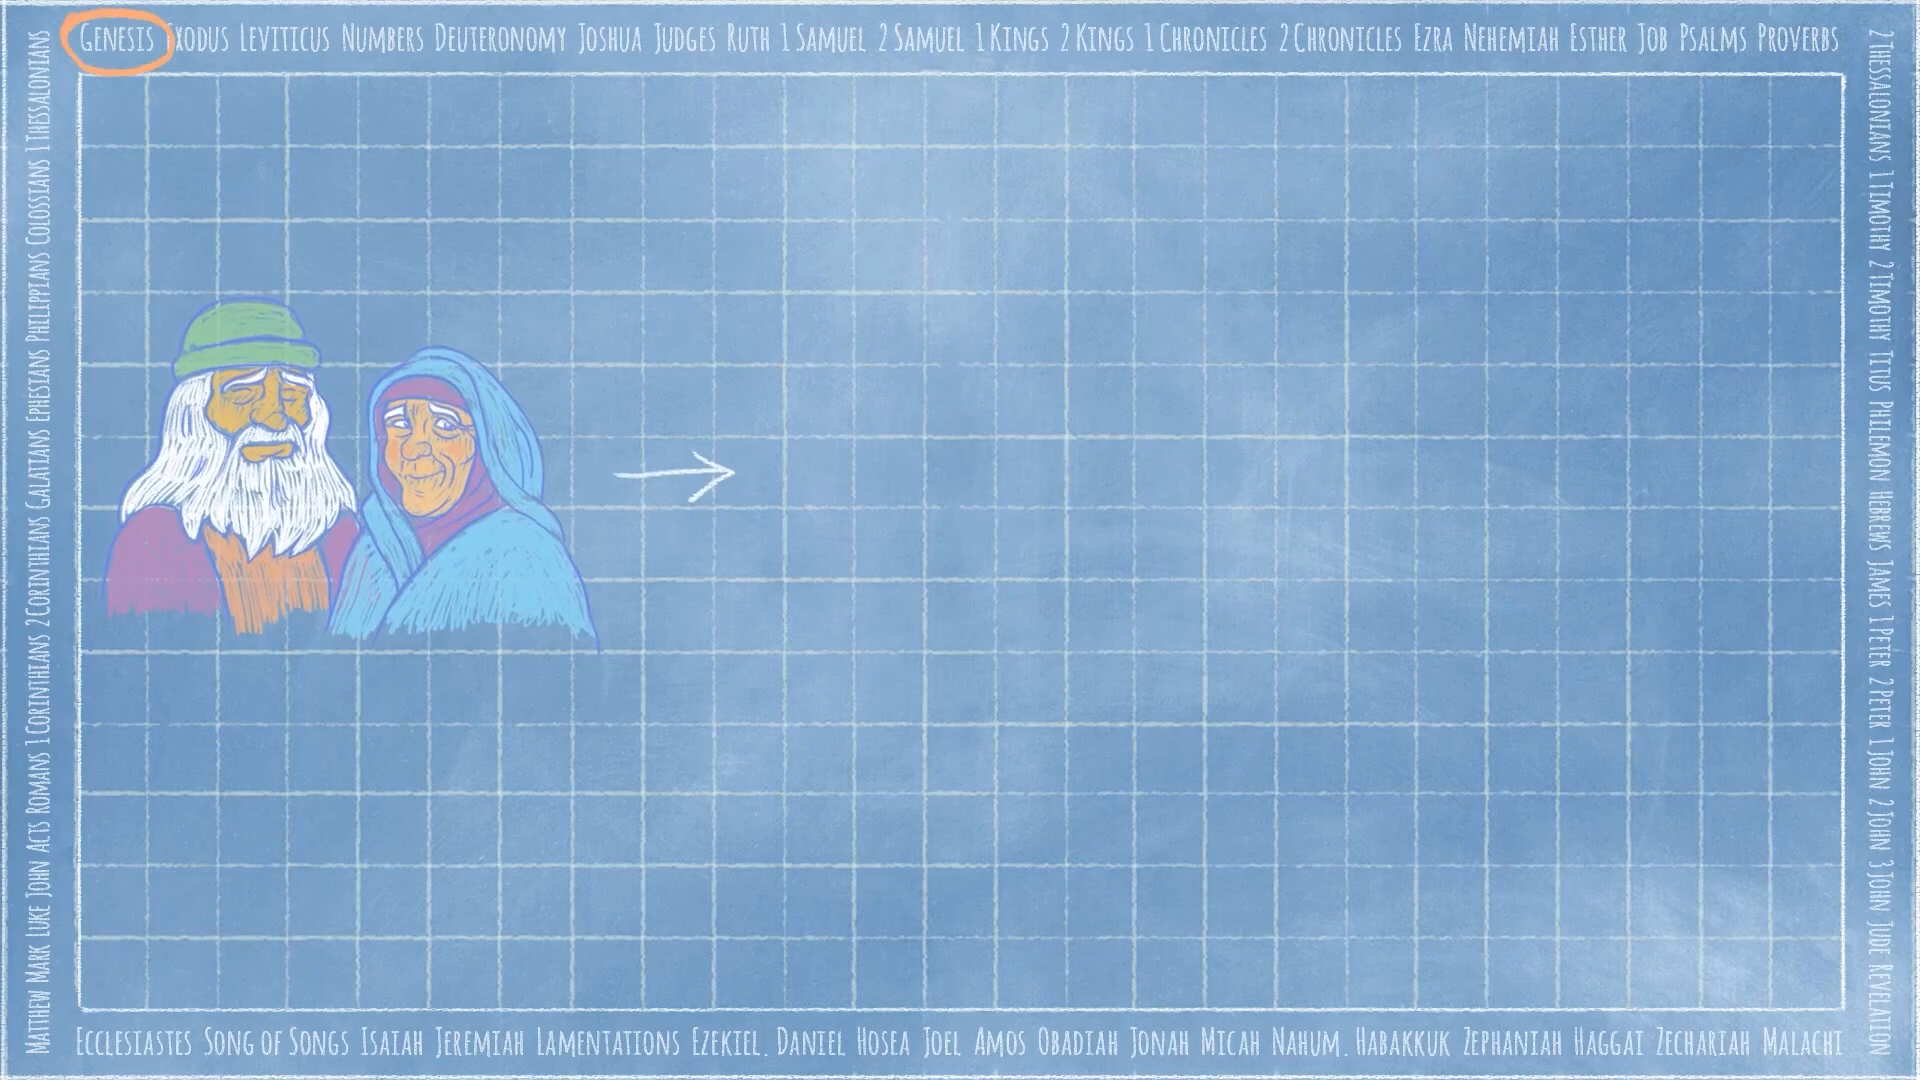 GENESIS EXODUS LEVITICUS NUMBERS DEUTERONOMY JOSHUA JUDGES RUTH 1 SAMUEL 2 SAMUEL 1 KINGS 2 KINGS 1 CHRONICLES 2 CHRONICLES EZRA NEHEMIAH ESTHER JOB PSALMS PROVERBS
ECCLESIASTES SONG OF SONGS ISAIAH JEREMIAH LAMENTATIONS EZEKIEL. DANIEL HOSEA JOEL AMOS OBADIAH JONAH MICAH NAHUM. HABAKKUK ZEPHANIAH HAGGAI ZECHARIAH MALACHI
MATTHEW MARK LUKE JOHN ACTS ROMANS 1 CORINTHIANS 2 CORINTHIANS GALATIANS EPHESIANS PHILIPPIANS COLOSSIANS 1 THESSALONIANS
2 THESSALONIANS 1 TIMOTHY 2 TIMOTHY TITUS PHILEMON HEBREWS JAMES 1 PETER 2 PETER 1 JOHN 2 JOHN 3 JOHN JUDE REVELATION